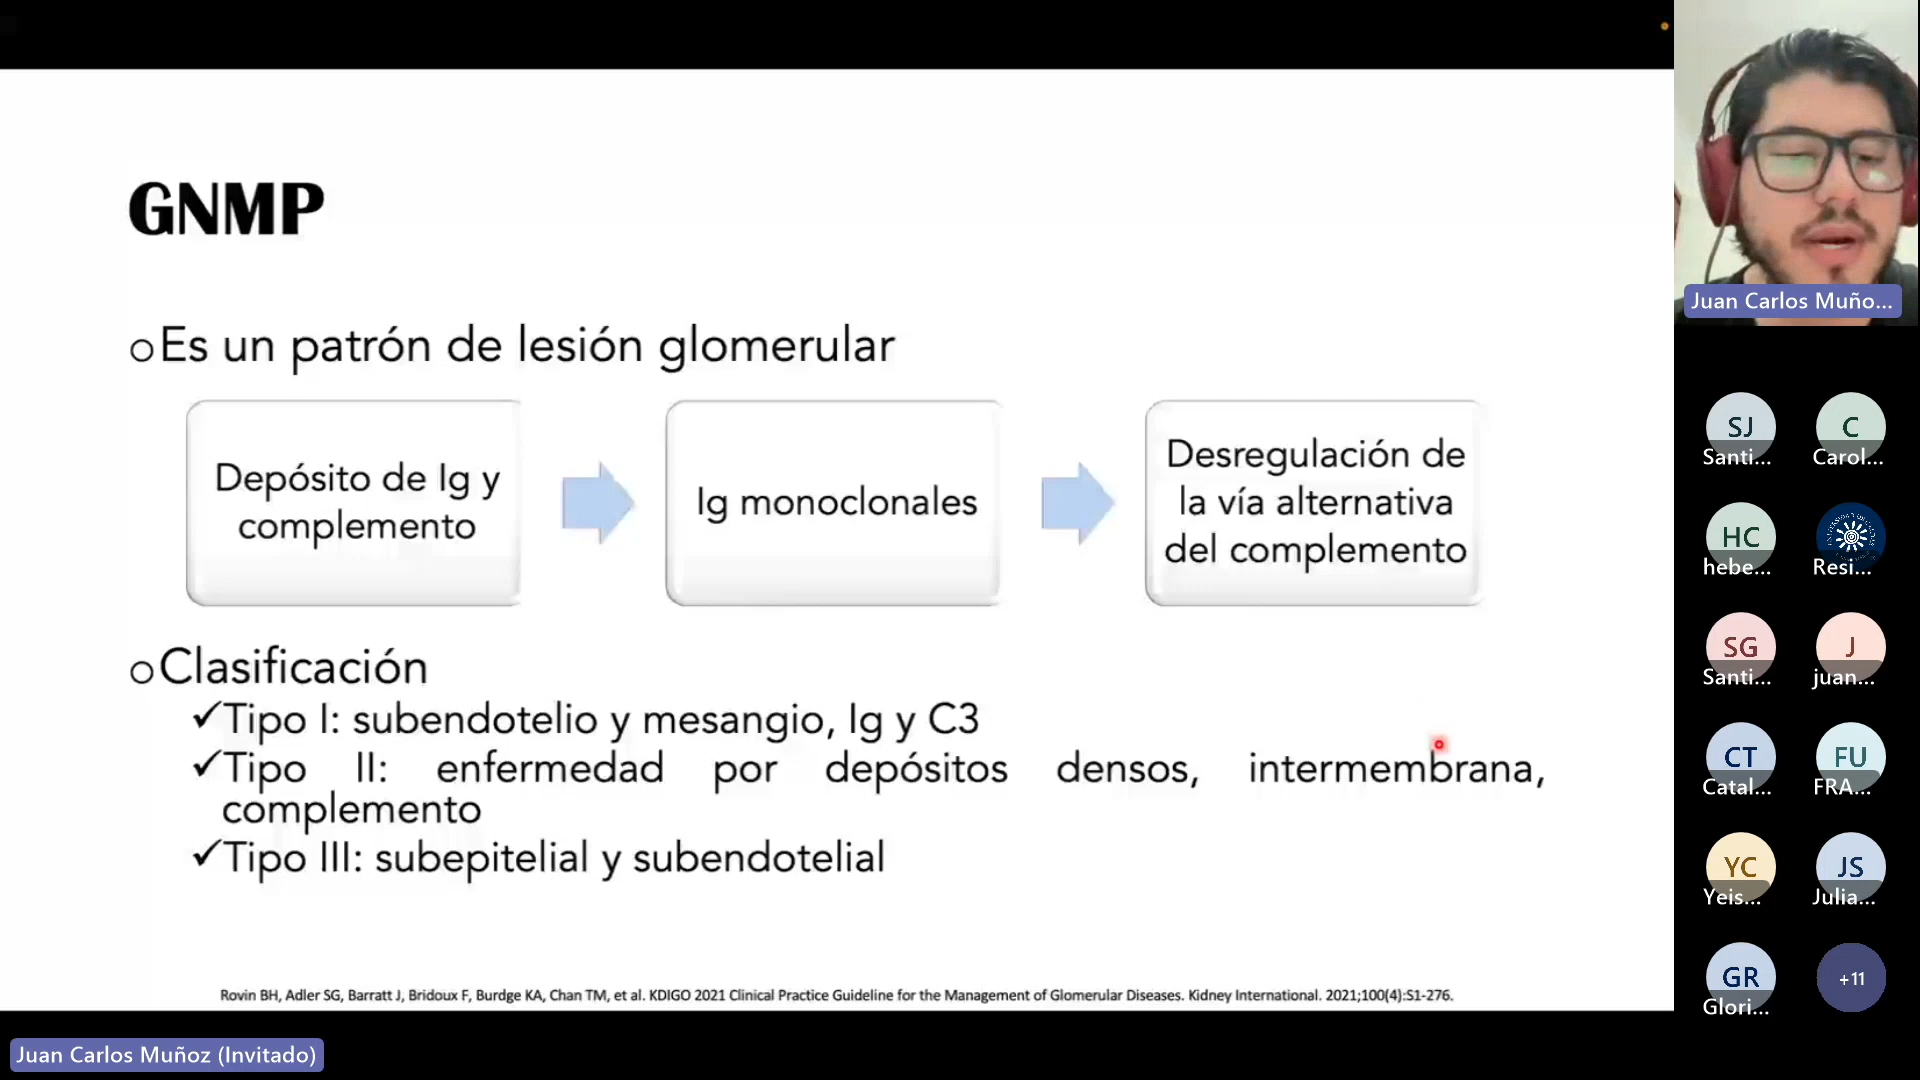 GNMP
oEs un patrón de lesión glomerular
Depósito de Ig y
complemento
Ig monoclonales
Desregulación de
la vía alternativa
del complemento
oClasificación
✓Tipo I: subendotelio y mesangio, Ig y C3
✓Tipo II: enfermedad por depósitos densos, intermembrana,
complemento
✓Tipo III: subepitelial y subendotelial
Rovin BH, Adler SG, Barratt J, Bridoux F, Burdge KA, Chan TM, et al. KDIGO 2021 Clinical Practice Guideline for the Management of Glomerular Diseases. Kidney International. 2021;100(4):S1-276.
Juan Carlos Muñoz (Invitado)
Juan Carlos Muño...
SJ
Santi...
C
Carol...
HC
hebe...
Resi...
SG
Santi...
J
juan...
CT
Catal...
FU
FRA...
YC
Yeis...
JS
Julia...
GR
Glori...
+11